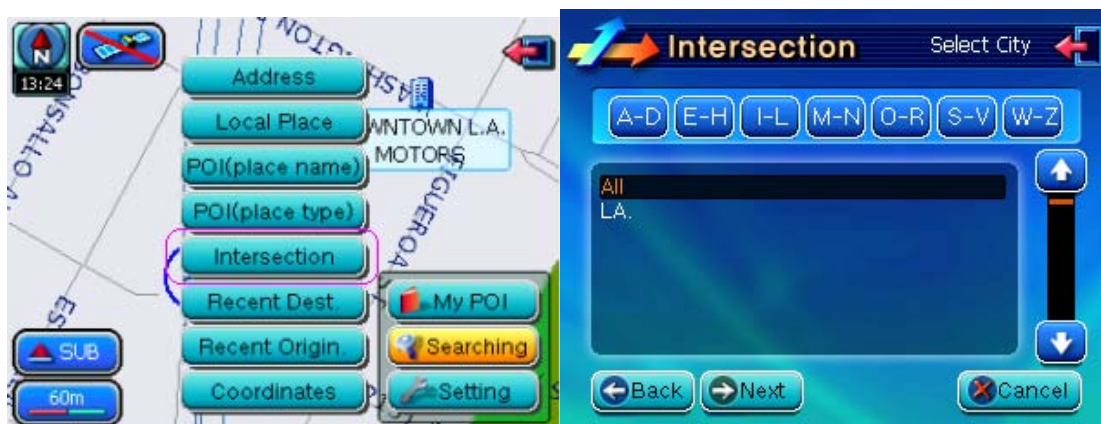 N
13:24
Address
Local Place
POI(place name)
POI(place type)
Intersection
Recent Dest.
Recent Origin.
Coordinates
WNTOWN L.A.
MOTORS
FIGUEROA
My POI
Searching
Setting
SUB
60m
Intersection
Select City
A-D E-H I-L M-N O-R S-V W-Z
All
LA.
Back Next Cancel